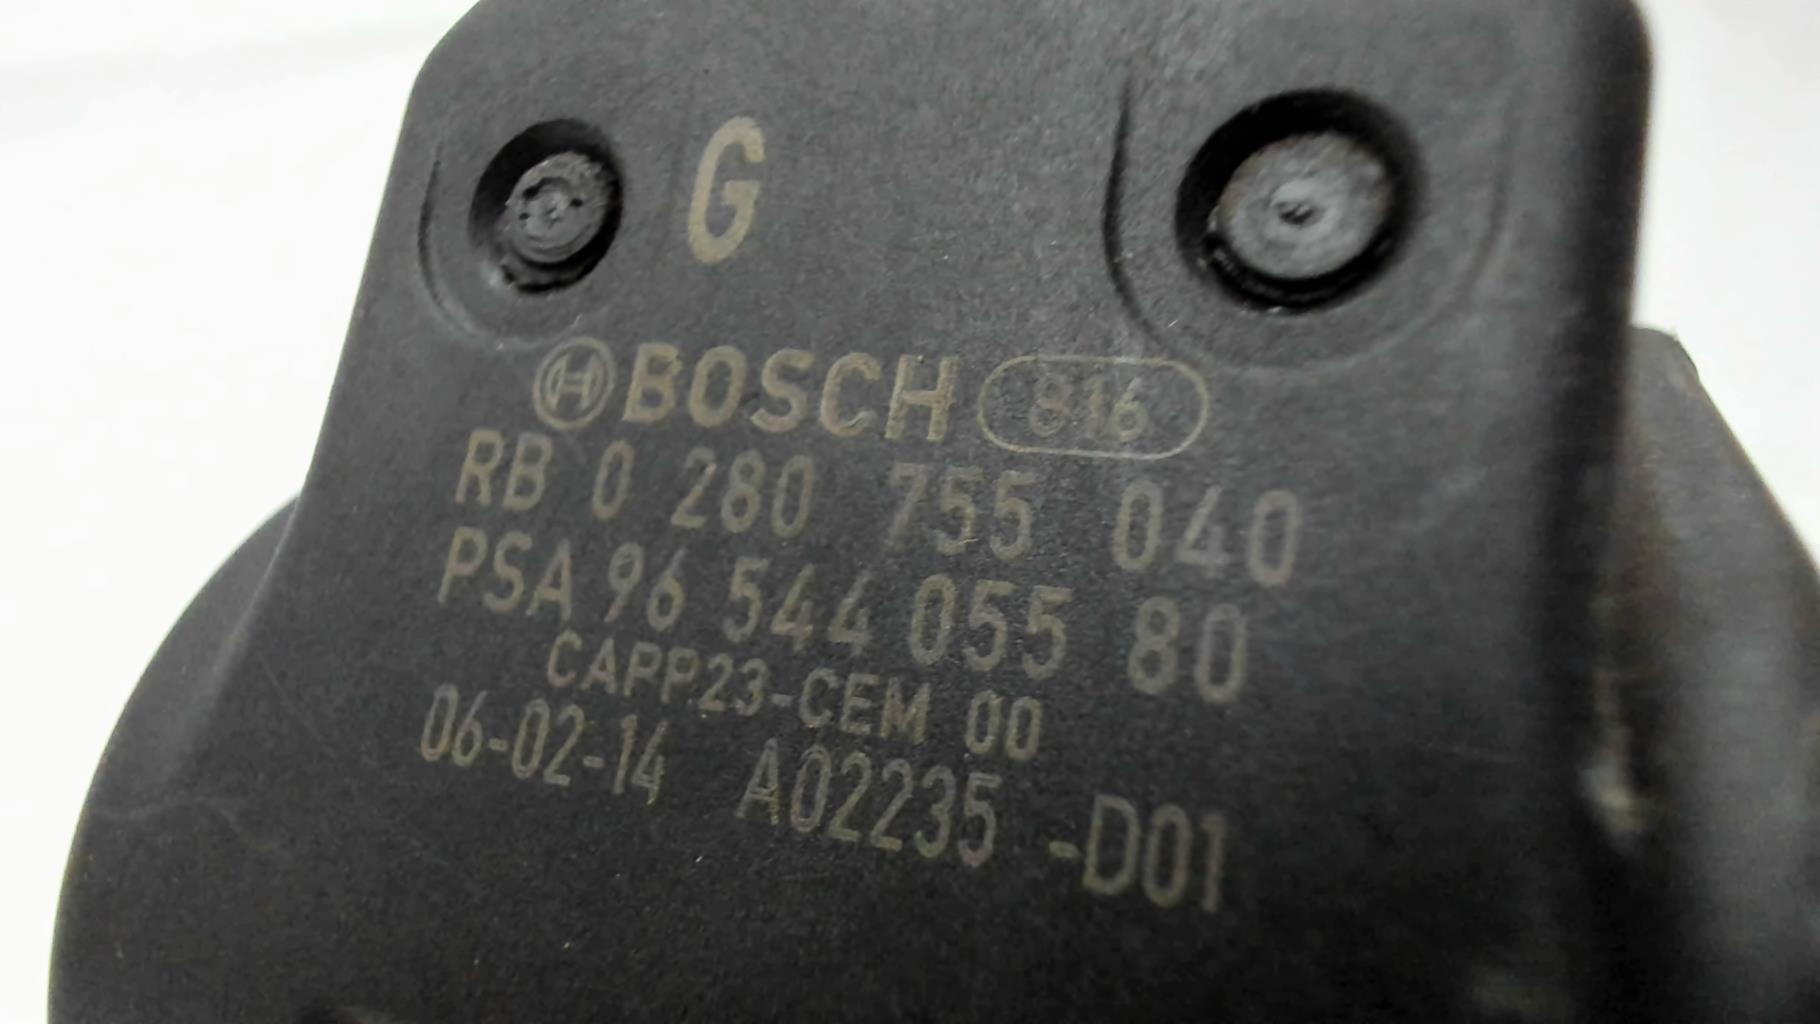 G
BOSCH 816
RB 0 280 755 040
PSA 96 544 055 80
CAPP23-CEM 00
06-02-14 A02235 -D01